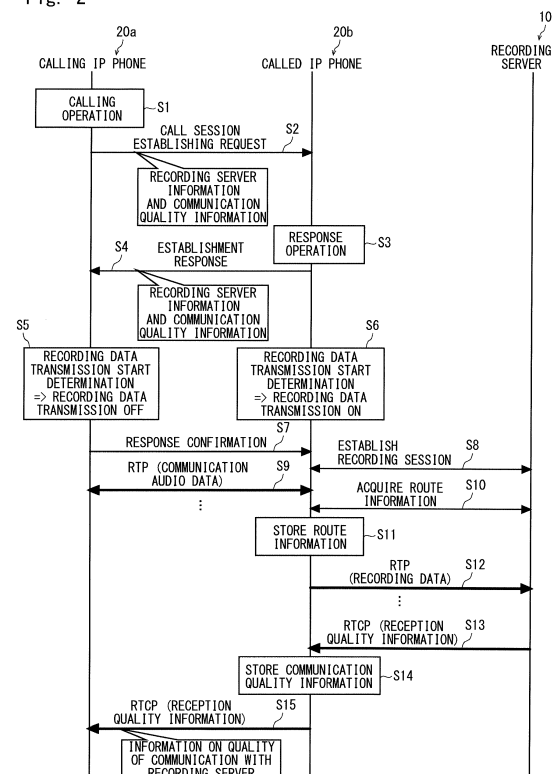 Fig. 2
20a
20b
10
CALLING IP PHONE
CALLED IP PHONE
RECORDING
SERVER
CALLING
OPERATION
S1
CALL SESSION
ESTABLISHING REQUEST
S2
RECORDING SERVER
INFORMATION
AND COMMUNICATION
QUALITY INFORMATION
RESPONSE
OPERATION
S3
S4
ESTABLISHMENT
RESPONSE
RECORDING SERVER
INFORMATION
AND COMMUNICATION
QUALITY INFORMATION
S5
RECORDING DATA
TRANSMISSION START
DETERMINATION
=> RECORDING DATA
TRANSMISSION OFF
S6
RECORDING DATA
TRANSMISSION START
DETERMINATION
=> RECORDING DATA
TRANSMISSION ON
RESPONSE CONFIRMATION
S7
ESTABLISH
RECORDING SESSION
S8
RTP (COMMUNICATION
AUDIO DATA)
S9
ACQUIRE ROUTE
INFORMATION
S10
STORE ROUTE
INFORMATION
S11
RTP
(RECORDING DATA)
S12
RTCP (RECEPTION
QUALITY INFORMATION)
S13
STORE COMMUNICATION
QUALITY INFORMATION
S14
RTCP (RECEPTION
QUALITY INFORMATION)
S15
INFORMATION ON QUALITY
OF COMMUNICATION WITH
RECORDING SERVER